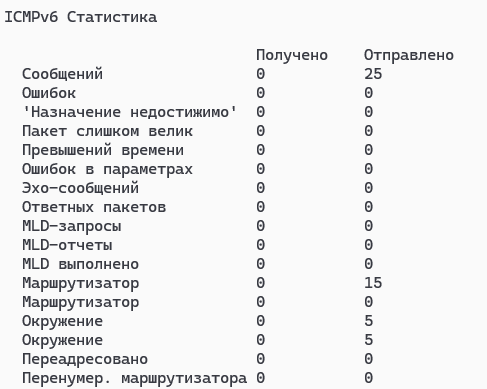 ICMPv6 Статистика
Получено Отправлено
Сообщений 0 25
Ошибок 0 0
'Назначение недостижимо' 0 0
Пакет слишком велик 0 0
Превышений времени 0 0
Ошибок в параметрах 0 0
Эхо-сообщений 0 0
Ответных пакетов 0 0
MLD-запросы 0 0
MLD-отчеты 0 0
MLD выполнено 0 0
Маршрутизатор 0 15
Маршрутизатор 0 0
Окружение 0 5
Окружение 0 5
Переадресовано 0 0
Перенумер. маршрутизатора 0 0